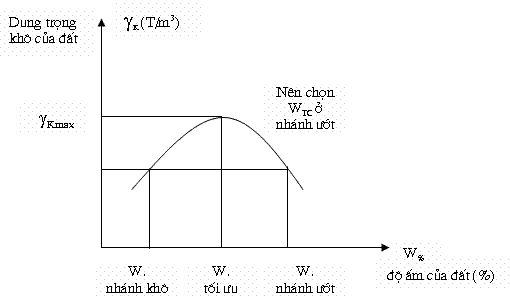 Dung trọng
khô của đất
γK (T/m³)
Nên chọn
WTC ở
nhánh ướt
γKmax
W%
độ ẩm của đất (%)
W.
nhánh khô
W.
tối ưu
W.
nhánh ướt